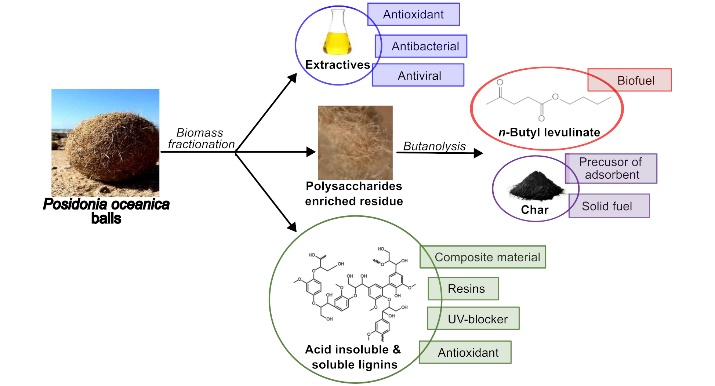 Antioxidant
Antibacterial
Antiviral
Extractives
Biomass
fractionation
Posidonia oceanica
balls
Polysaccharides
enriched residue
Butanolysis
Biofuel
O
O
O
n-Butyl levulinate
Precusor of
adsorbent
Solid fuel
Char
Composite material
Resins
UV-blocker
Antioxidant
Acid insoluble &
soluble lignins